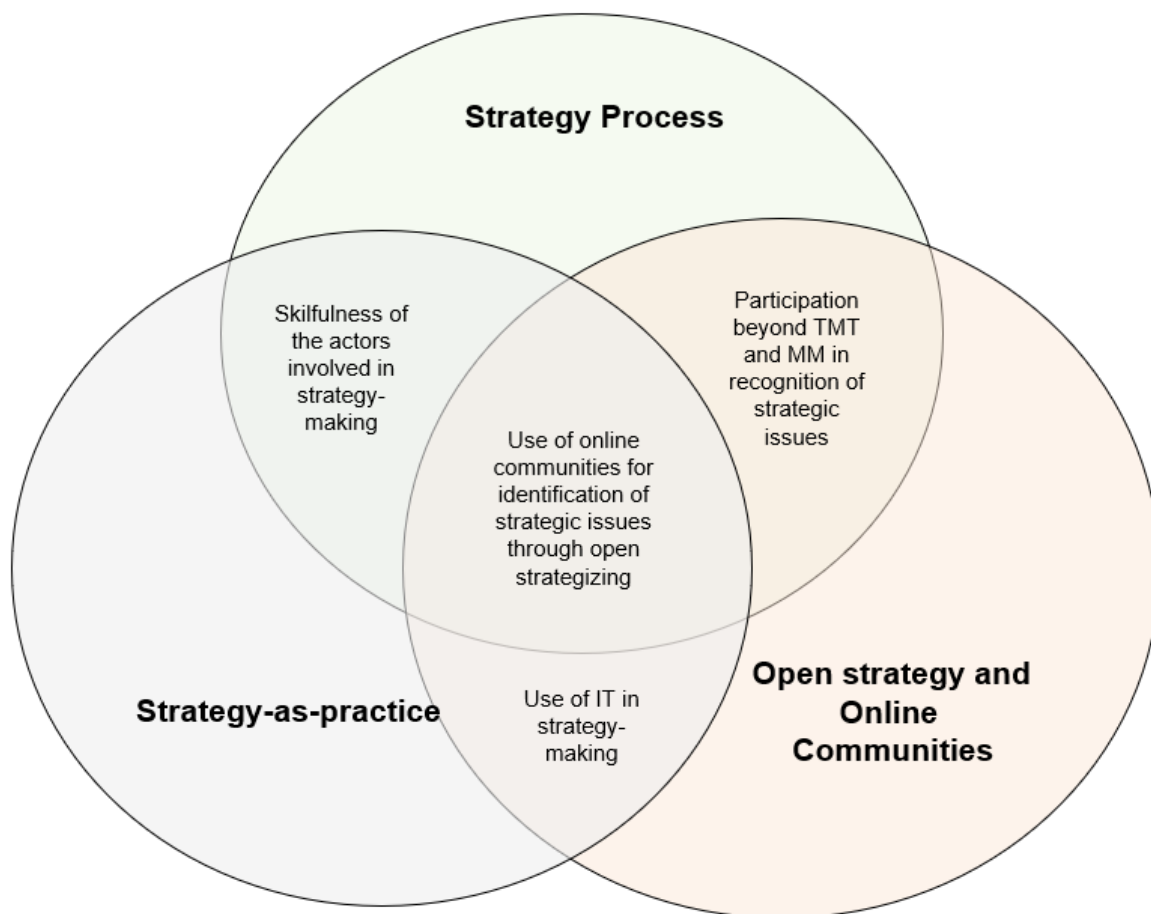 Strategy Process
Skilfulness of
the actors
involved in
strategy-
making
Participation
beyond TMT
and MM in
recognition of
strategic
issues
Use of online
communities for
identification of
strategic issues
through open
strategizing
Strategy-as-practice
Use of IT in
strategy-
making
Open strategy and
Online
Communities